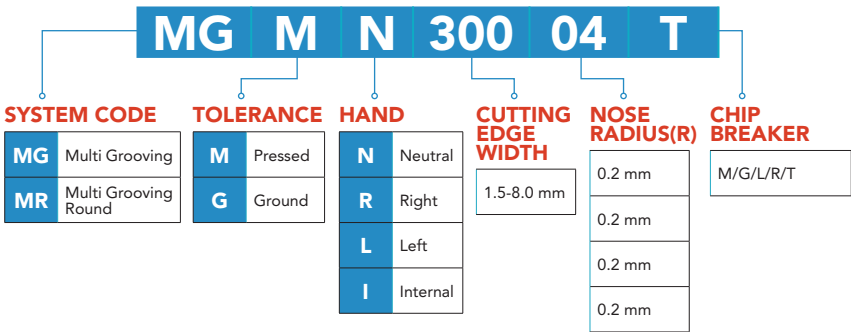 MG M N 300 04 T
SYSTEM CODE
MG Multi Grooving
MR Multi Grooving
Round
TOLERANCE
M Pressed
G Ground
HAND
N Neutral
R Right
L Left
I Internal
CUTTING
EDGE
WIDTH
1.5-8.0 mm
NOSE
RADIUS(R)
0.2 mm
0.2 mm
0.2 mm
0.2 mm
CHIP
BREAKER
M/G/L/R/T